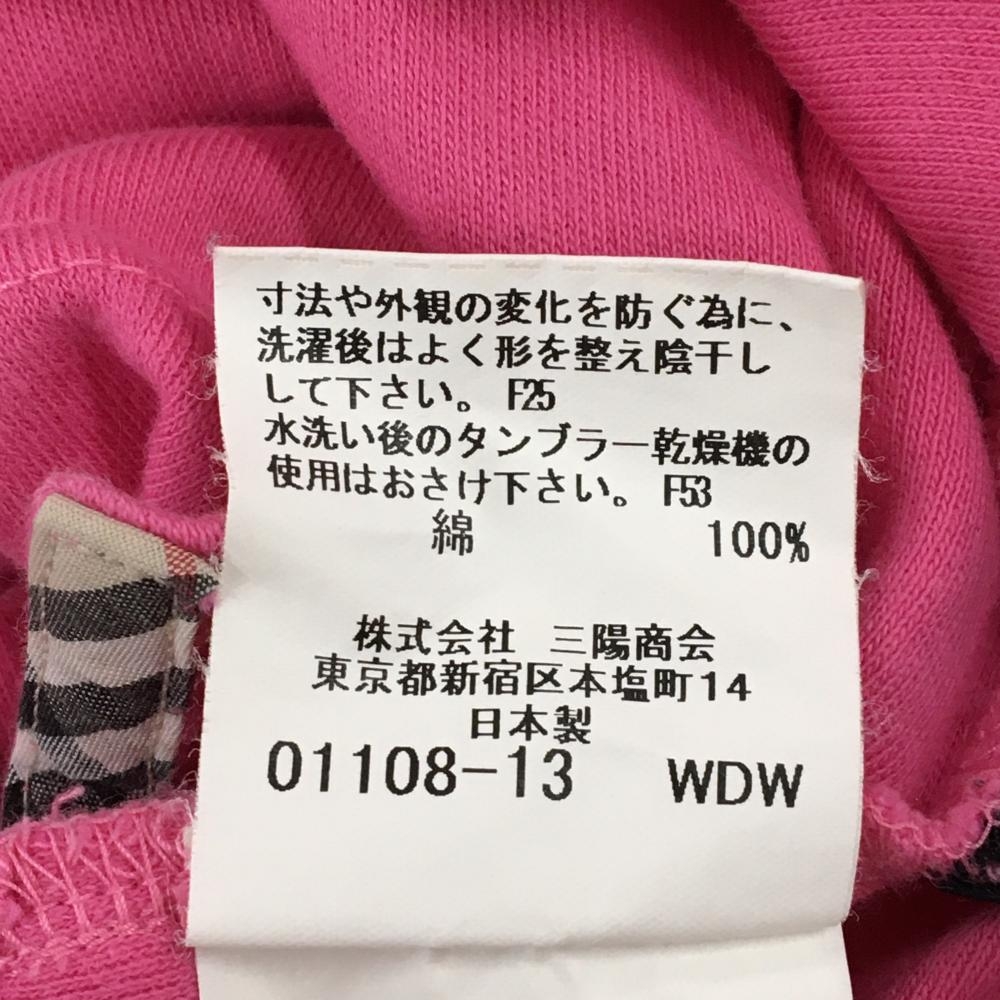 寸法や外観の変化を防ぐ為に、
洗濯後はよく形を整え陰干し
して下さい。 F25
水洗い後のタンブラー乾燥機の
使用はおさけ下さい。 F53
綿 100%
株式会社 三陽商会
東京都新宿区本塩町14
日本製
01108-13 WDW